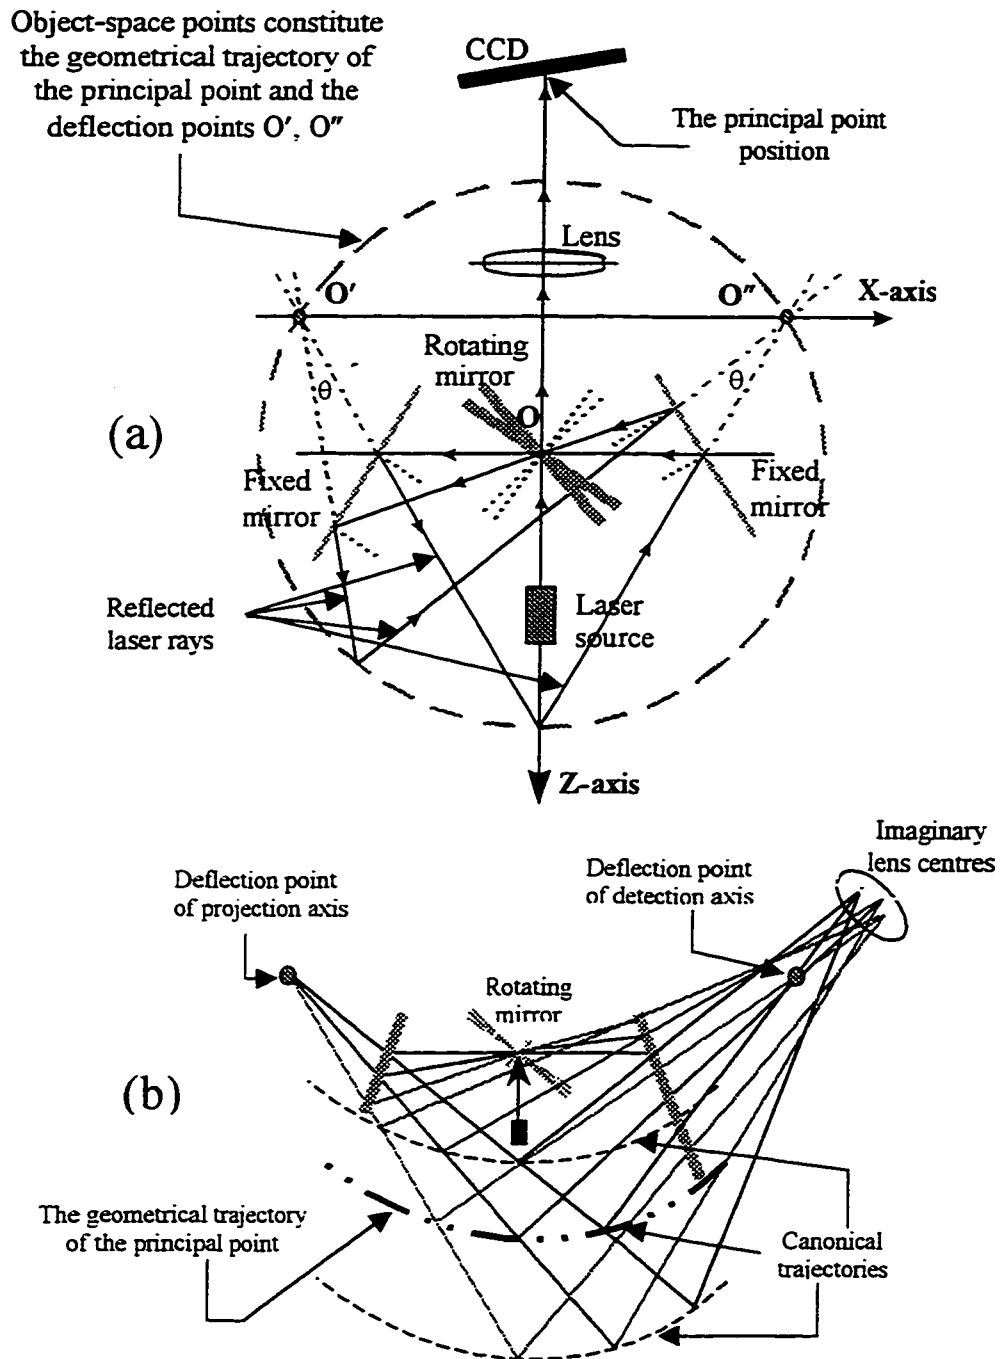 Object-space points constitute
the geometrical trajectory of
the principal point and the
deflection points O', O"
CCD
The principal point
position
Lens
O'
O"
X-axis
Rotating
mirror
θ
θ
O
(a)
Fixed
mirror
Fixed
mirror
Reflected
laser rays
Laser
source
Z-axis
Imaginary
lens centres
Deflection point
of projection axis
Deflection point
of detection axis
Rotating
mirror
(b)
The geometrical trajectory
of the principal point
Canonical
trajectories